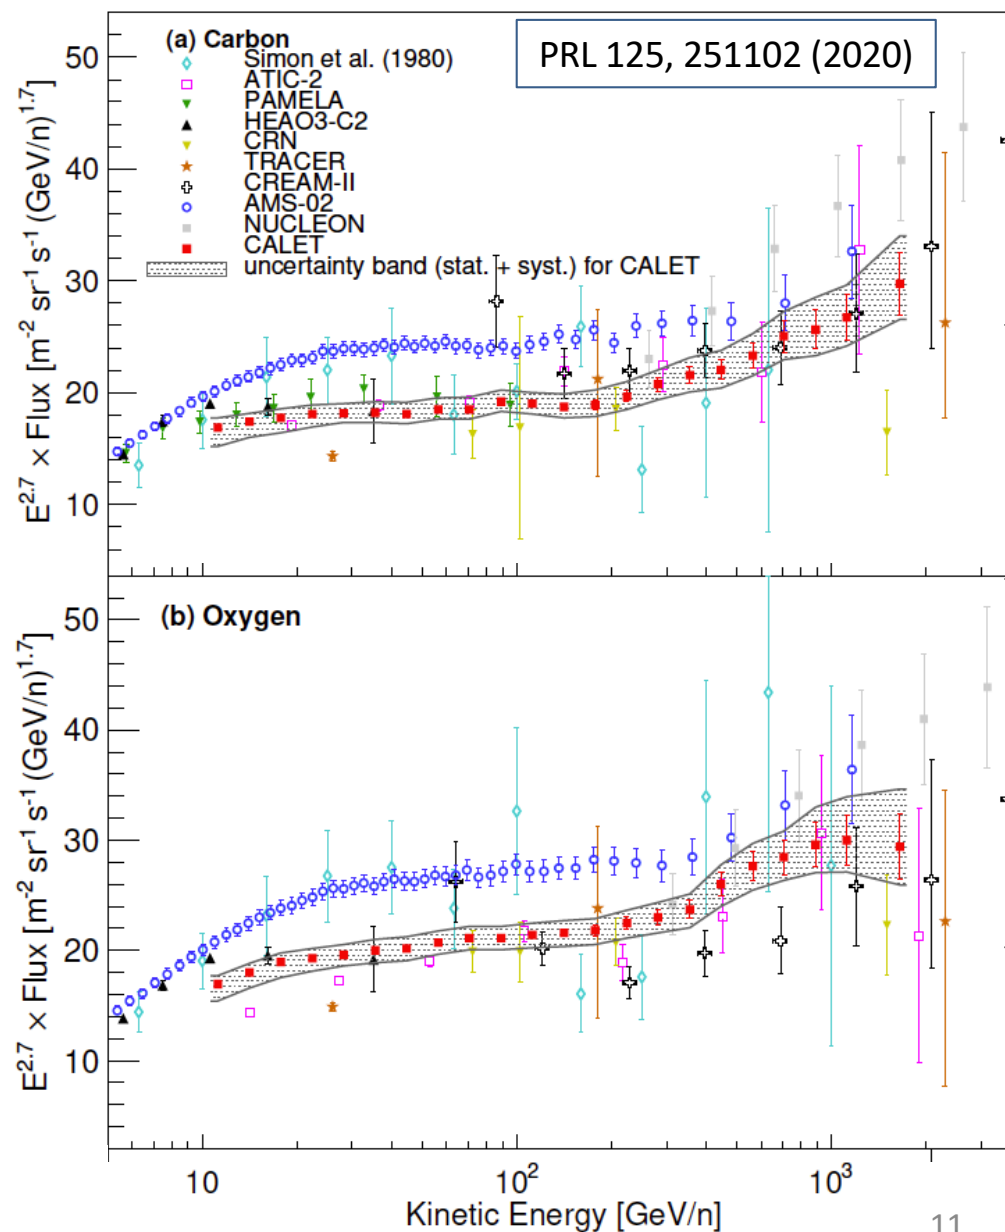 (a) Carbon
PRL 125, 251102 (2020)
Simon et al. (1980)
ATIC-2
PAMELA
HEAO3-C2
CRN
TRACER
CREAM-II
AMS-02
NUCLEON
CALET
uncertainty band (stat. + syst.) for CALET
E^2.7 × Flux [m^-2 sr^-1 s^-1 (GeV/n)^1.7]
50
40
30
20
10
(b) Oxygen
E^2.7 × Flux [m^-2 sr^-1 s^-1 (GeV/n)^1.7]
50
40
30
20
10
10 10^2 10^3
Kinetic Energy [GeV/n]
11